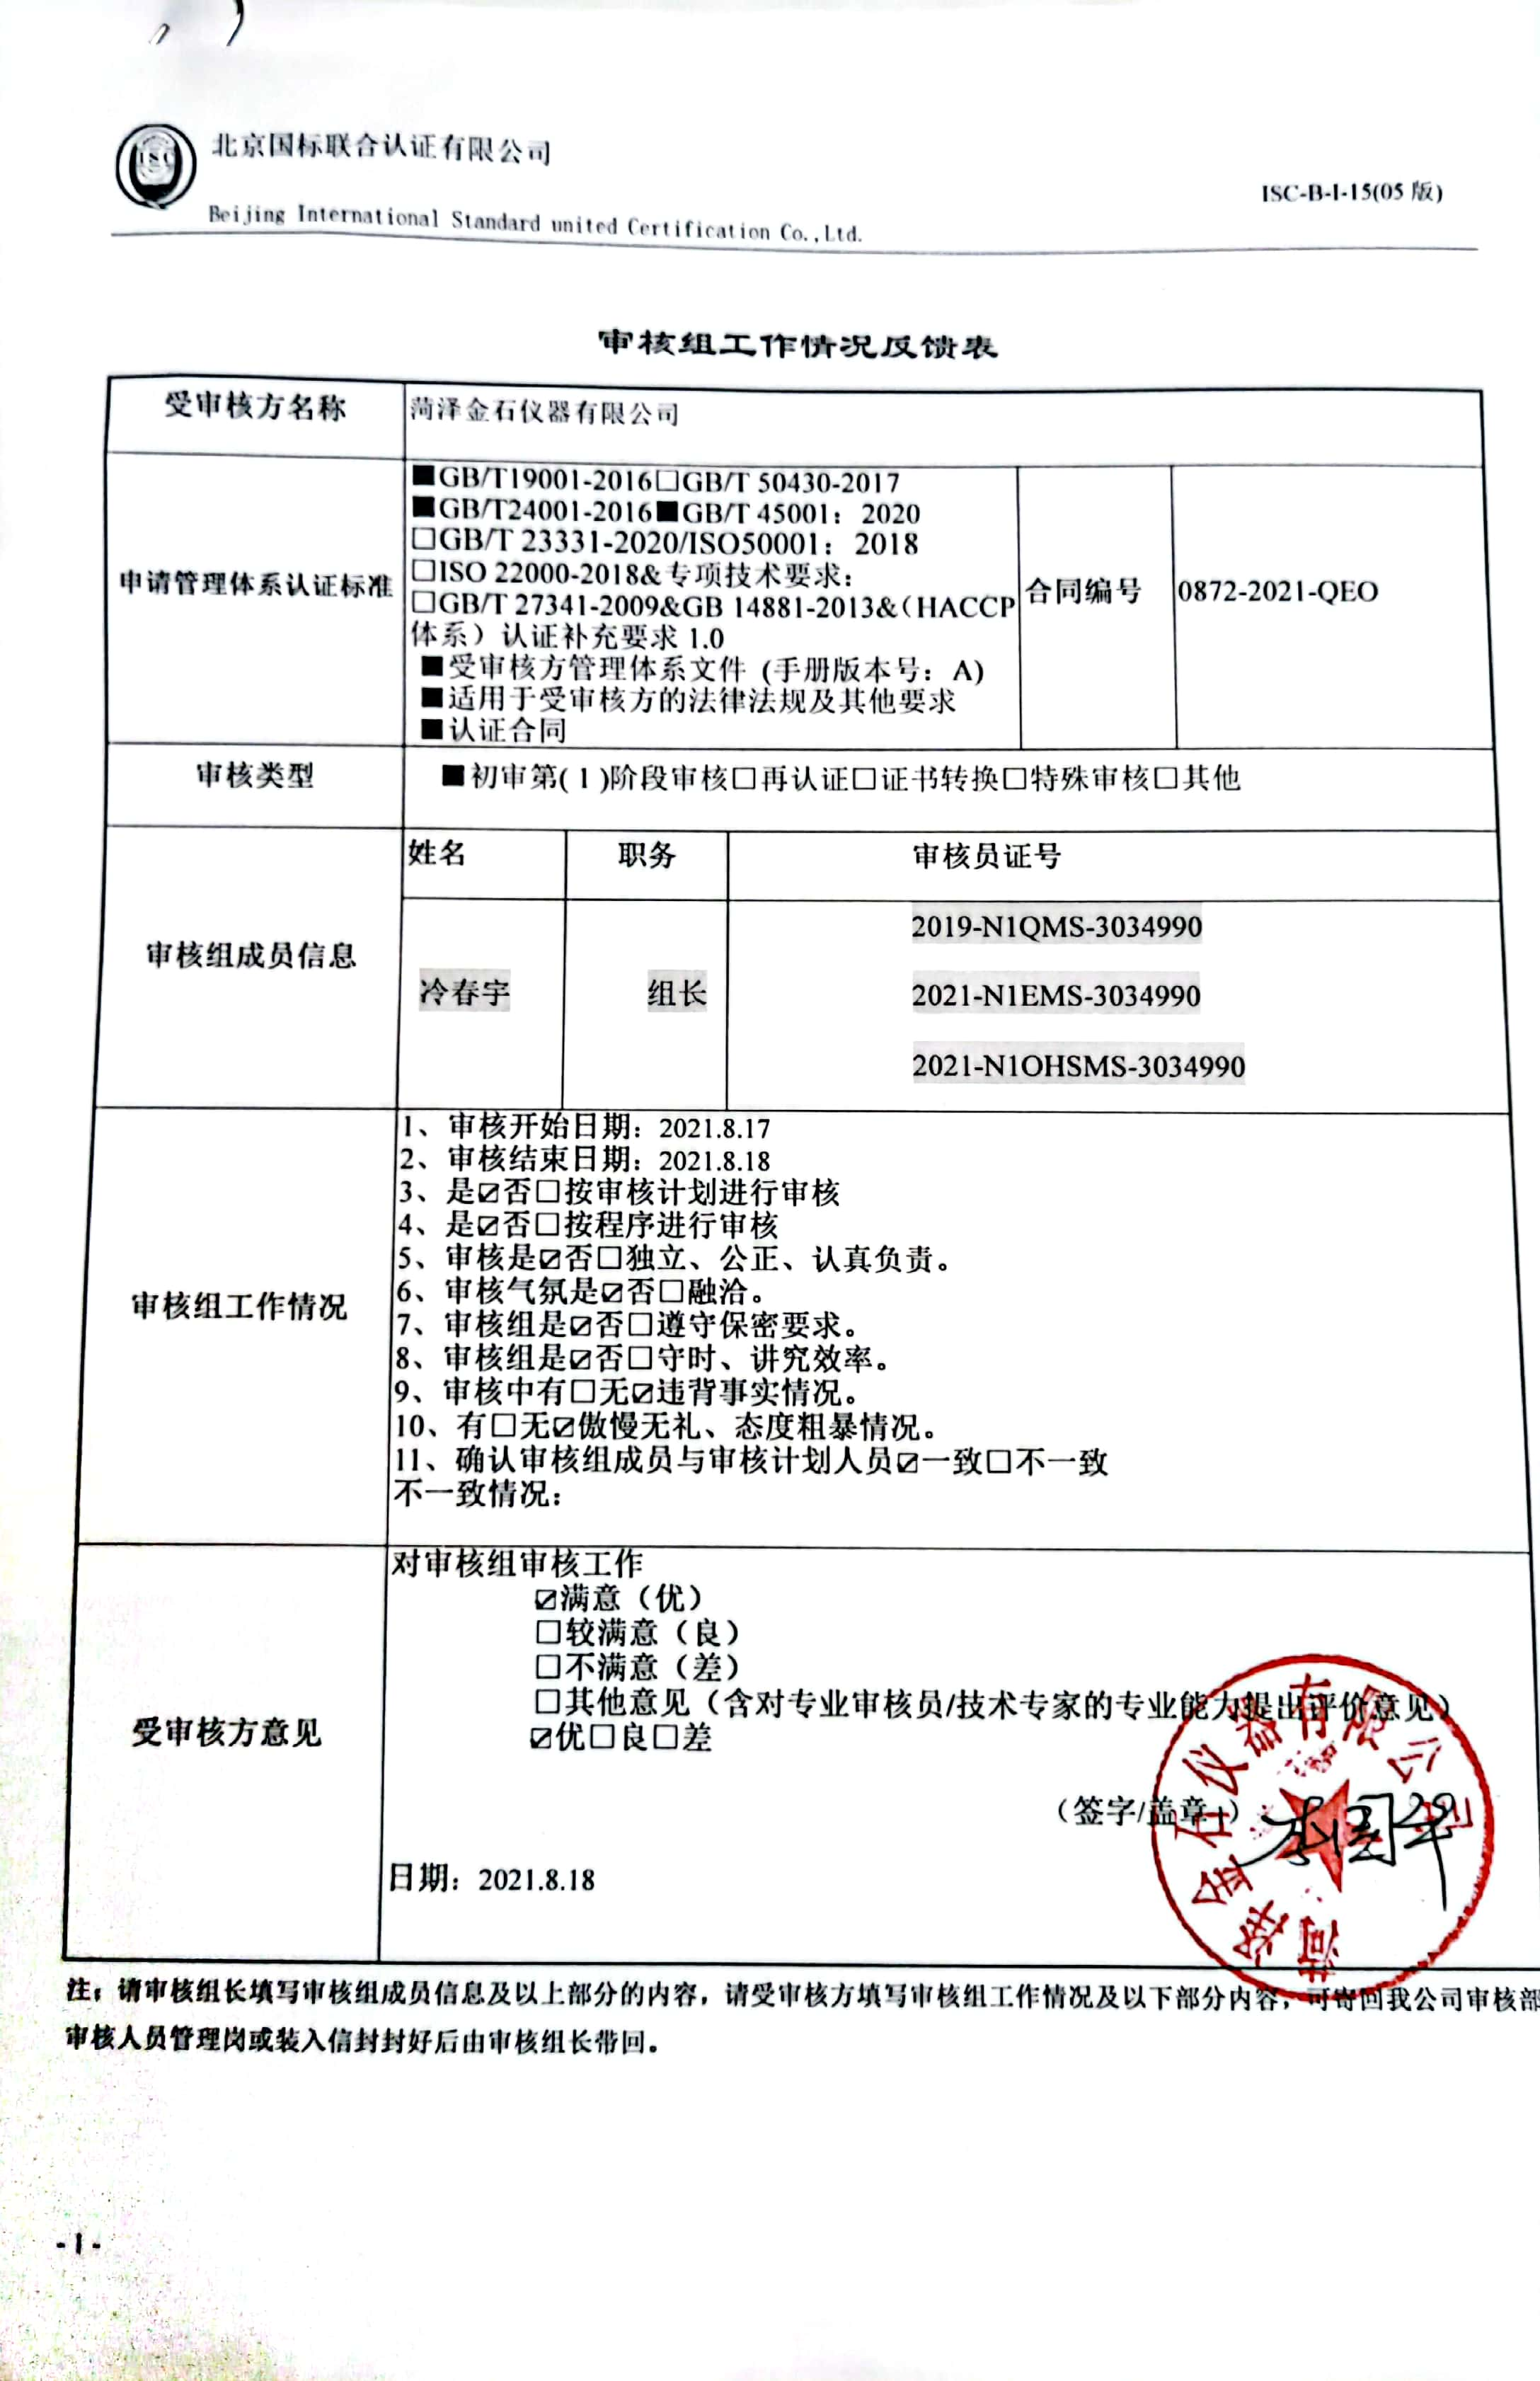 北京国标联合认证有限公司
ISC-B-I-15(05 版)
Beijing International Standard united Certification Co.,Ltd.
审核组工作情况反馈表
受审核方名称
菏泽金石仪器有限公司
申请管理体系认证标准
■GB/T19001-2016□GB/T 50430-2017
■GB/T24001-2016■GB/T 45001：2020
□GB/T 23331-2020/ISO50001：2018
□ISO 22000-2018&专项技术要求：
□GB/T 27341-2009&GB 14881-2013&（HACCP
体系）认证补充要求 1.0
■受审核方管理体系文件 (手册版本号：A)
■适用于受审核方的法律法规及其他要求
■认证合同
合同编号
0872-2021-QEO
审核类型
■初审第( 1 )阶段审核□再认证□证书转换□特殊审核□其他
审核组成员信息
姓名 职务 审核员证号
冷春宇 组长
2019-N1QMS-3034990
2021-N1EMS-3034990
2021-N1OHSMS-3034990
审核组工作情况
1、审核开始日期：2021.8.17
2、审核结束日期：2021.8.18
3、是☑否□按审核计划进行审核
4、是☑否□按程序进行审核
5、审核是☑否□独立、公正、认真负责。
6、审核气氛是☑否□融洽。
7、审核组是☑否□遵守保密要求。
8、审核组是☑否□守时、讲究效率。
9、审核中有□无☑违背事实情况。
10、有□无☑傲慢无礼、态度粗暴情况。
11、确认审核组成员与审核计划人员☑一致□不一致
不一致情况：
受审核方意见
对审核组审核工作
☑满意（优）
□较满意（良）
□不满意（差）
□其他意见（含对专业审核员/技术专家的专业能力提出评价意见）
☑优□良□差
（签字/盖章）
菏泽金石仪器有限公司
日期：2021.8.18
注：请审核组长填写审核组成员信息及以上部分的内容，请受审核方填写审核组工作情况及以下部分内容，可寄回我公司审核部
审核人员管理岗或装入信封封好后由审核组长带回。
- 1 -